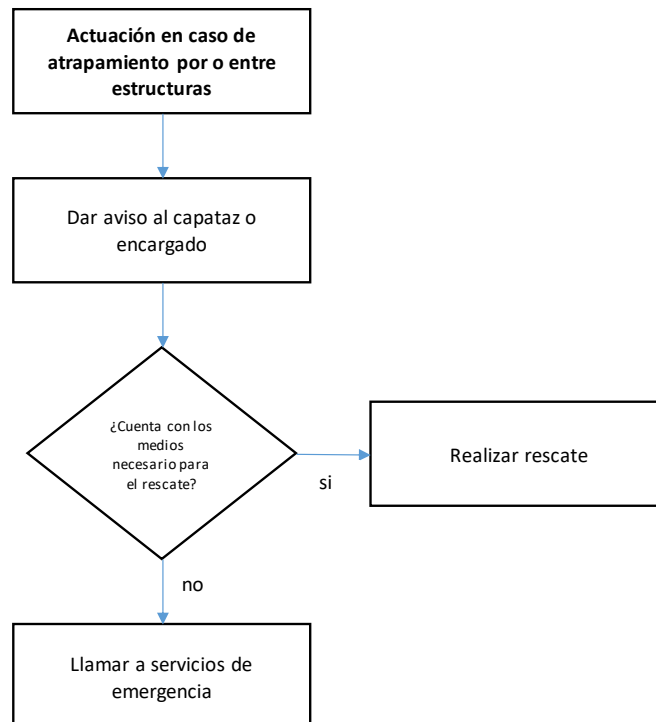 Actuación en caso de
atrapamiento por o entre
estructuras
Dar aviso al capataz o
encargado
¿Cuenta con los
medios
necesario para
el rescate?
si
Realizar rescate
no
Llamar a servicios de
emergencia